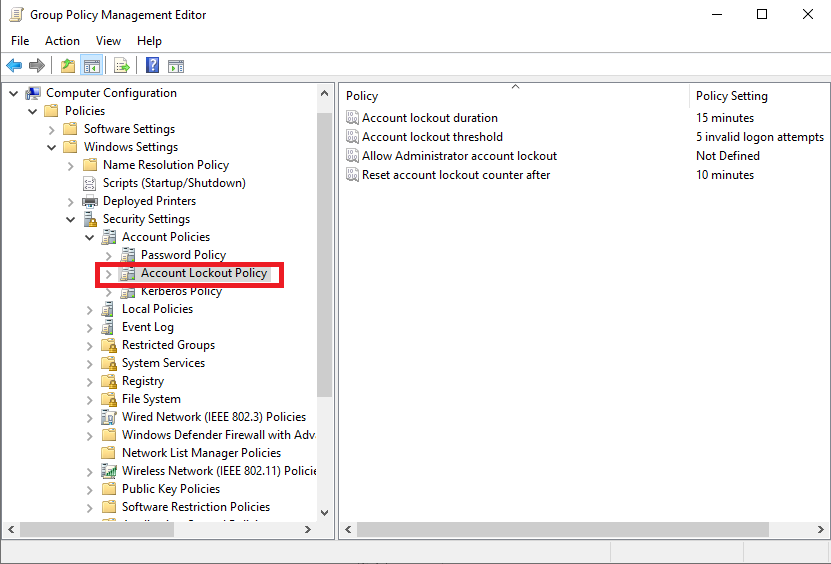 Group Policy Management Editor
File Action View Help
Computer Configuration
Policies
Software Settings
Windows Settings
Name Resolution Policy
Scripts (Startup/Shutdown)
Deployed Printers
Security Settings
Account Policies
Password Policy
Account Lockout Policy
Kerberos Policy
Local Policies
Event Log
Restricted Groups
System Services
Registry
File System
Wired Network (IEEE 802.3) Policies
Windows Defender Firewall with Adva
Network List Manager Policies
Wireless Network (IEEE 802.11) Policie
Public Key Policies
Software Restriction Policies
Policy Policy Setting
Account lockout duration 15 minutes
Account lockout threshold 5 invalid logon attempts
Allow Administrator account lockout Not Defined
Reset account lockout counter after 10 minutes